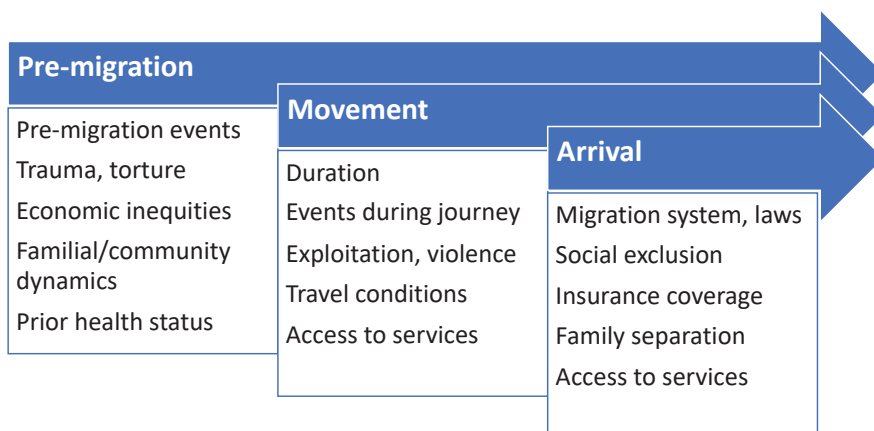 Pre-migration
Pre-migration events
Trauma, torture
Economic inequities
Familial/community
dynamics
Prior health status
Movement
Duration
Events during journey
Exploitation, violence
Travel conditions
Access to services
Arrival
Migration system, laws
Social exclusion
Insurance coverage
Family separation
Access to services